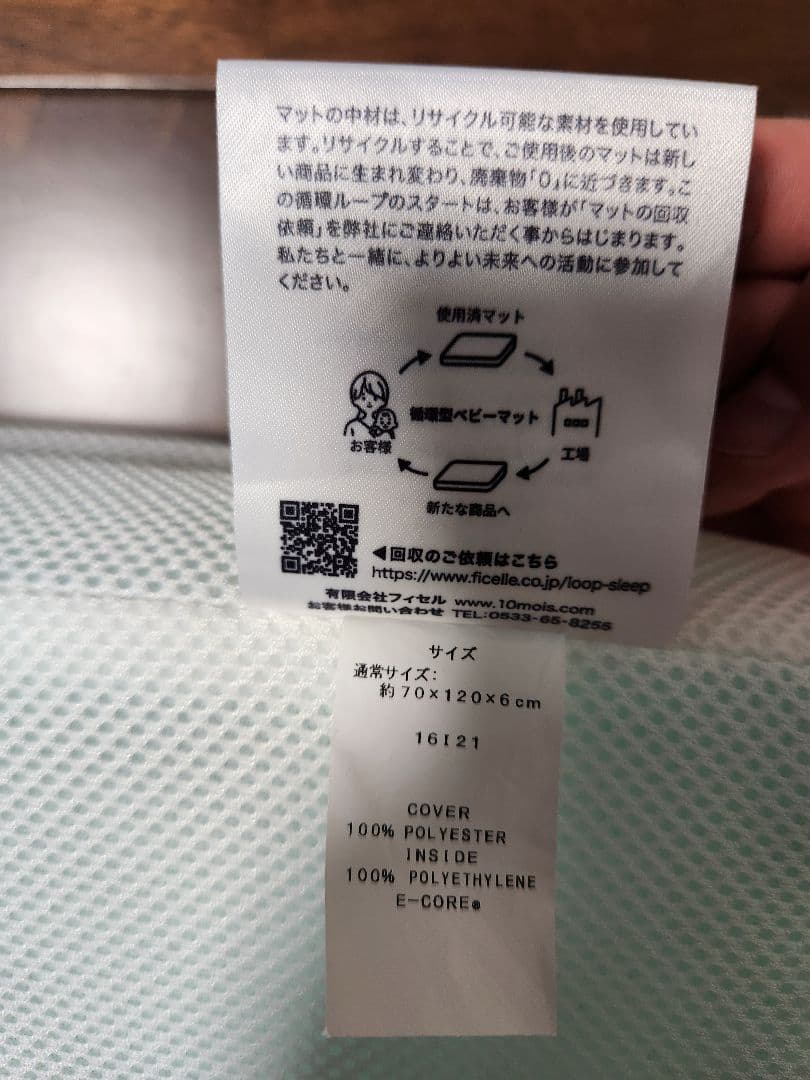 マットの中材は、リサイクル可能な素材を使用してい
ます。リサイクルすることで、ご使用後のマットは新し
い商品に生まれ変わり、廃棄物「0」に近づきます。こ
の循環ループのスタートは、お客様が「マットの回収
依頼」を弊社にご連絡いただく事からはじまります。
私たちと一緒に、よりよい未来への活動に参加して
ください。
使用済マット
循環型ベビーマット
お客様
工場
新たな商品へ
◀回収のご依頼はこちら
https://www.ficelle.co.jp/loop-sleep
有限会社フィセル www.10mois.com
お客様お問い合わせ TEL:0533-65-8255
サイズ
通常サイズ:
約70×120×6cm
16I21
COVER
100% POLYESTER
INSIDE
100% POLYETHYLENE
E-CORE®